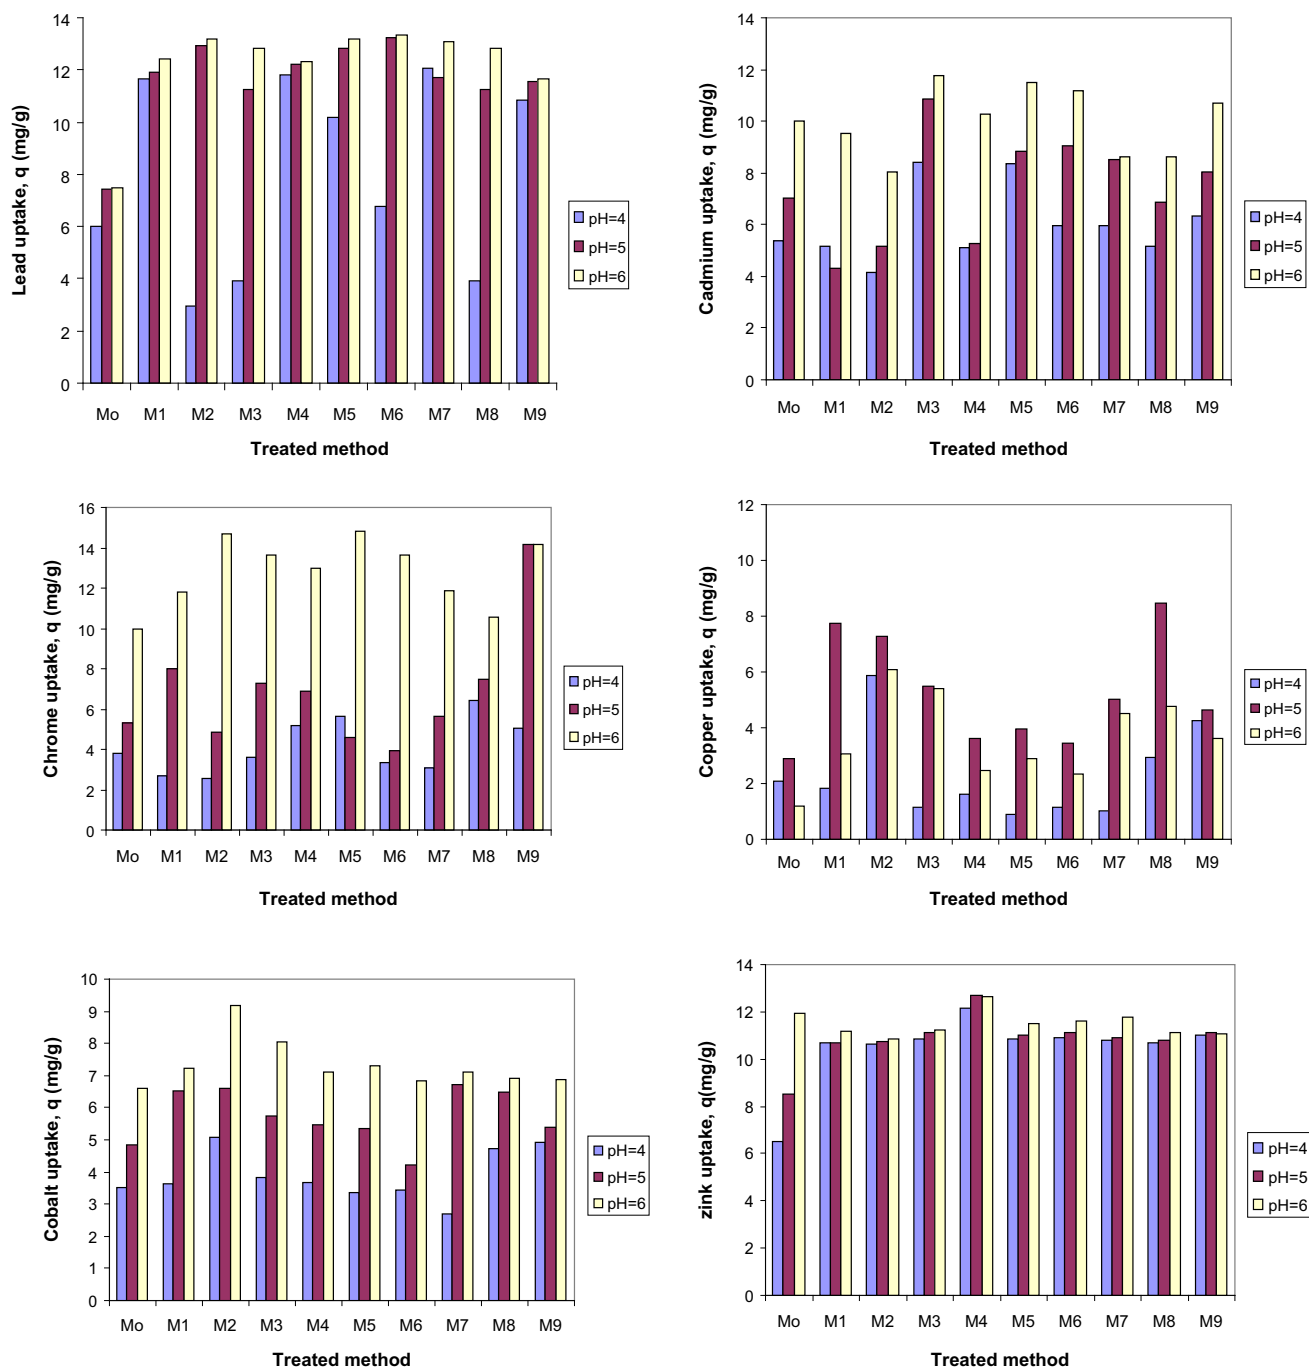 14
12
10
8
6
4
2
0
Lead uptake, q (mg/g)
Mo M1 M2 M3 M4 M5 M6 M7 M8 M9
Treated method
pH=4
pH=5
pH=6
14
12
10
8
6
4
2
0
Cadmium uptake, q (mg/g)
Mo M1 M2 M3 M4 M5 M6 M7 M8 M9
Treated method
pH=4
pH=5
pH=6
16
14
12
10
8
6
4
2
0
Chrome uptake, q (mg/g)
Mo M1 M2 M3 M4 M5 M6 M7 M8 M9
Treated method
pH=4
pH=5
pH=6
12
10
8
6
4
2
0
Copper uptake, q (mg/g)
Mo M1 M2 M3 M4 M5 M6 M7 M8 M9
Treated method
pH=4
pH=5
pH=6
10
9
8
7
6
5
4
3
2
1
0
Cobalt uptake, q (mg/g)
Mo M1 M2 M3 M4 M5 M6 M7 M8 M9
Treated method
pH=4
pH=5
pH=6
14
12
10
8
6
4
2
0
zink uptake, q(mg/g)
Mo M1 M2 M3 M4 M5 M6 M7 M8 M9
Treated method
pH=4
pH=5
pH=6